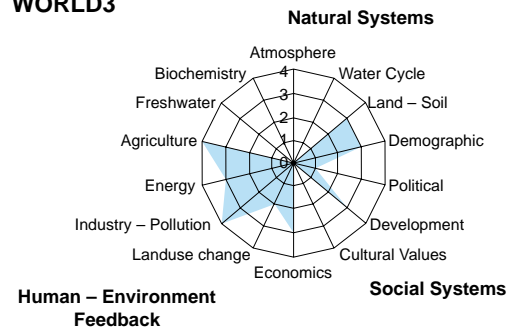 WORLD3
Natural Systems
Atmosphere
Biochemistry
Water Cycle
Freshwater
Land – Soil
Agriculture
Demographic
Energy
Political
Industry – Pollution
Development
Landuse change
Cultural Values
Economics
4
3
2
1
0
Human – Environment
Feedback
Social Systems